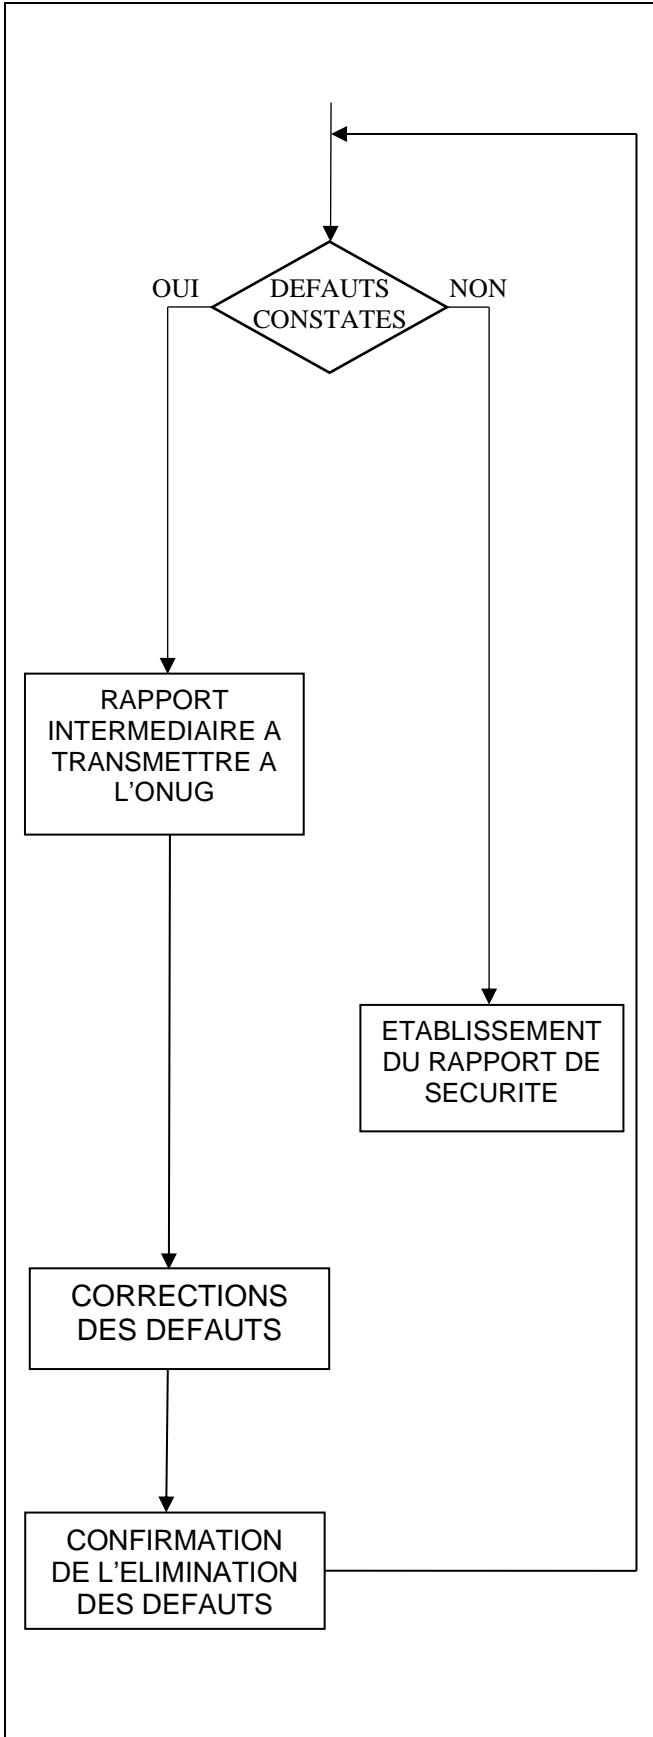 OUI
DEFAUTS
CONSTATES
NON
RAPPORT
INTERMEDIAIRE A
TRANSMETTRE A
L'ONUG
ETABLISSEMENT
DU RAPPORT DE
SECURITE
CORRECTIONS
DES DEFAUTS
CONFIRMATION
DE L'ELIMINATION
DES DEFAUTS